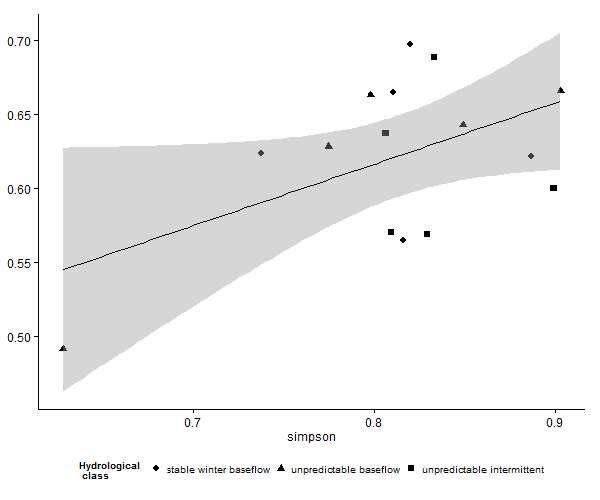 0.70
0.65
0.60
0.55
0.50
0.7 0.8 0.9
simpson
Hydrological
class
stable winter baseflow unpredictable baseflow unpredictable intermittent